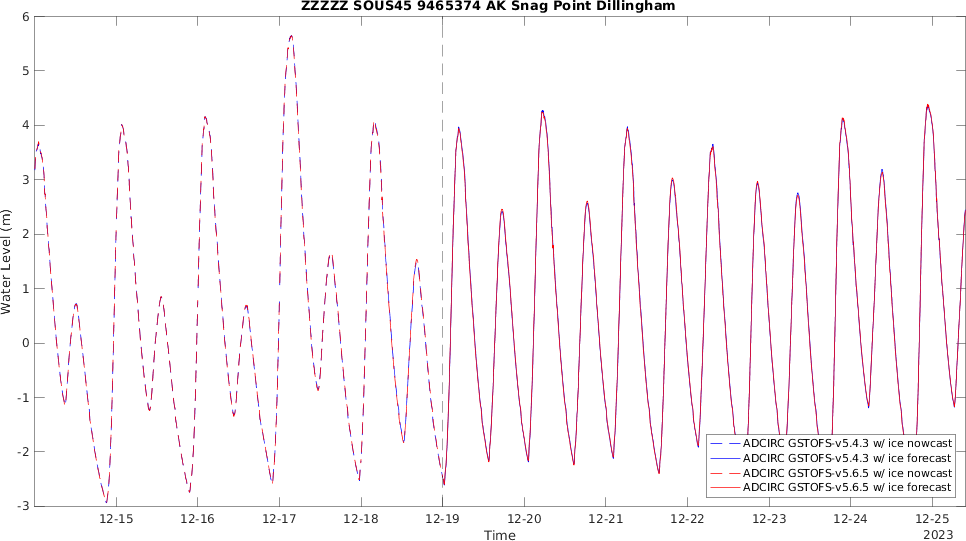 ZZZZZ SOUS45 9465374 AK Snag Point Dillingham
6
5
4
3
2
1
0
-1
-2
-3
Water Level (m)
12-15 12-16 12-17 12-18 12-19 12-20 12-21 12-22 12-23 12-24 12-25
2023
Time
ADCIRC GSTOFS-v5.4.3 w/ ice nowcast
ADCIRC GSTOFS-v5.4.3 w/ ice forecast
ADCIRC GSTOFS-v5.6.5 w/ ice nowcast
ADCIRC GSTOFS-v5.6.5 w/ ice forecast